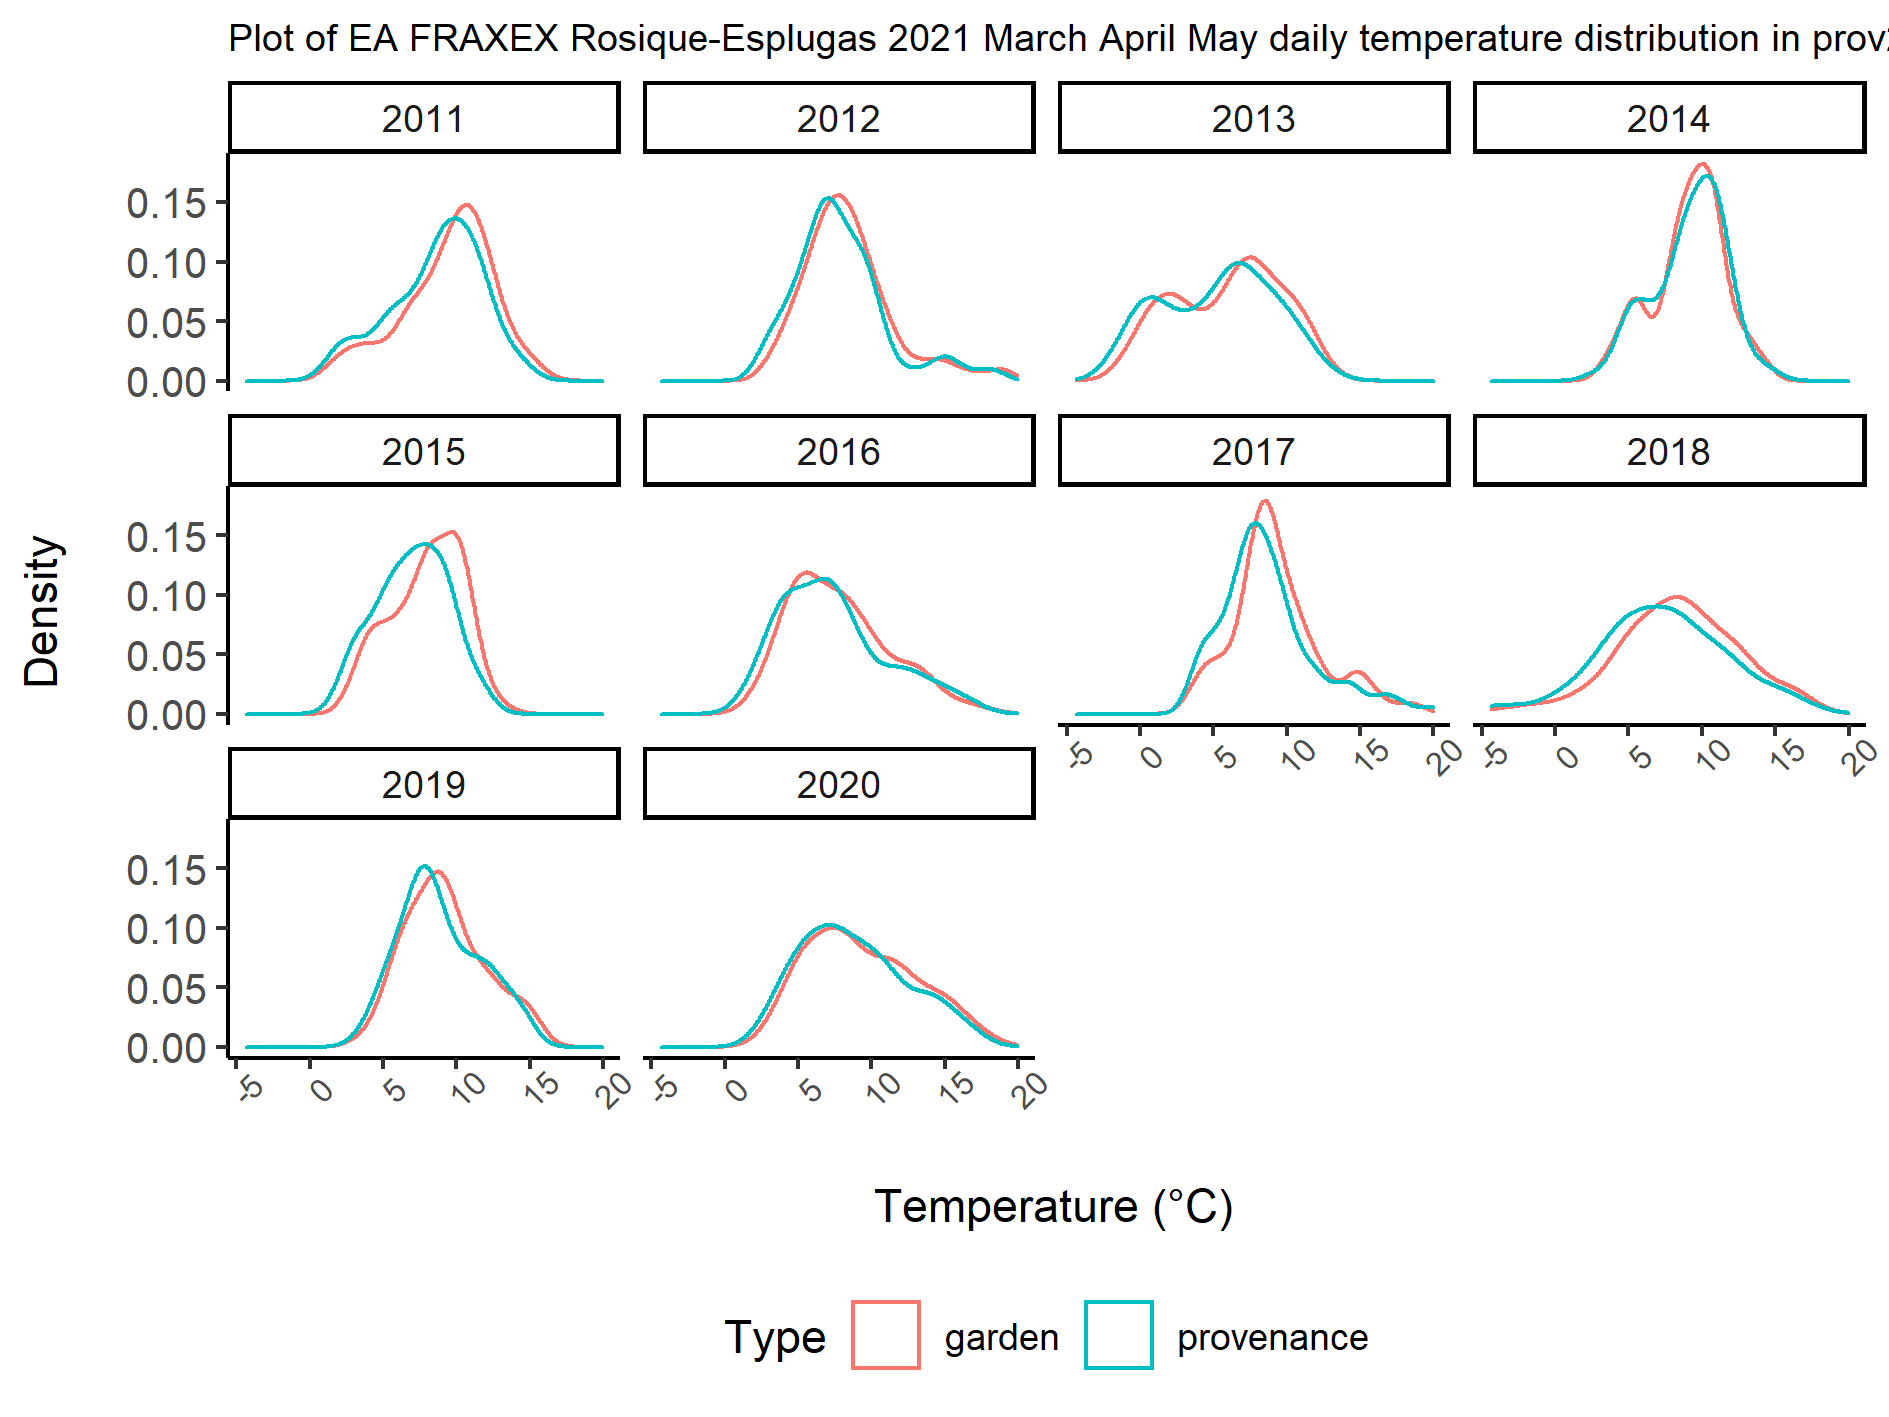 Plot of EA FRAXEX Rosique-Esplugas 2021 March April May daily temperature distribution in prov
2011 2012 2013 2014
0.15
0.10
0.05
0.00
2015 2016 2017 2018
0.15
0.10
0.05
0.00
-5 0 5 10 15 20 -5 0 5 10 15 20
2019 2020
0.15
0.10
0.05
0.00
-5 0 5 10 15 20 -5 0 5 10 15 20
Density
Temperature (°C)
Type garden provenance